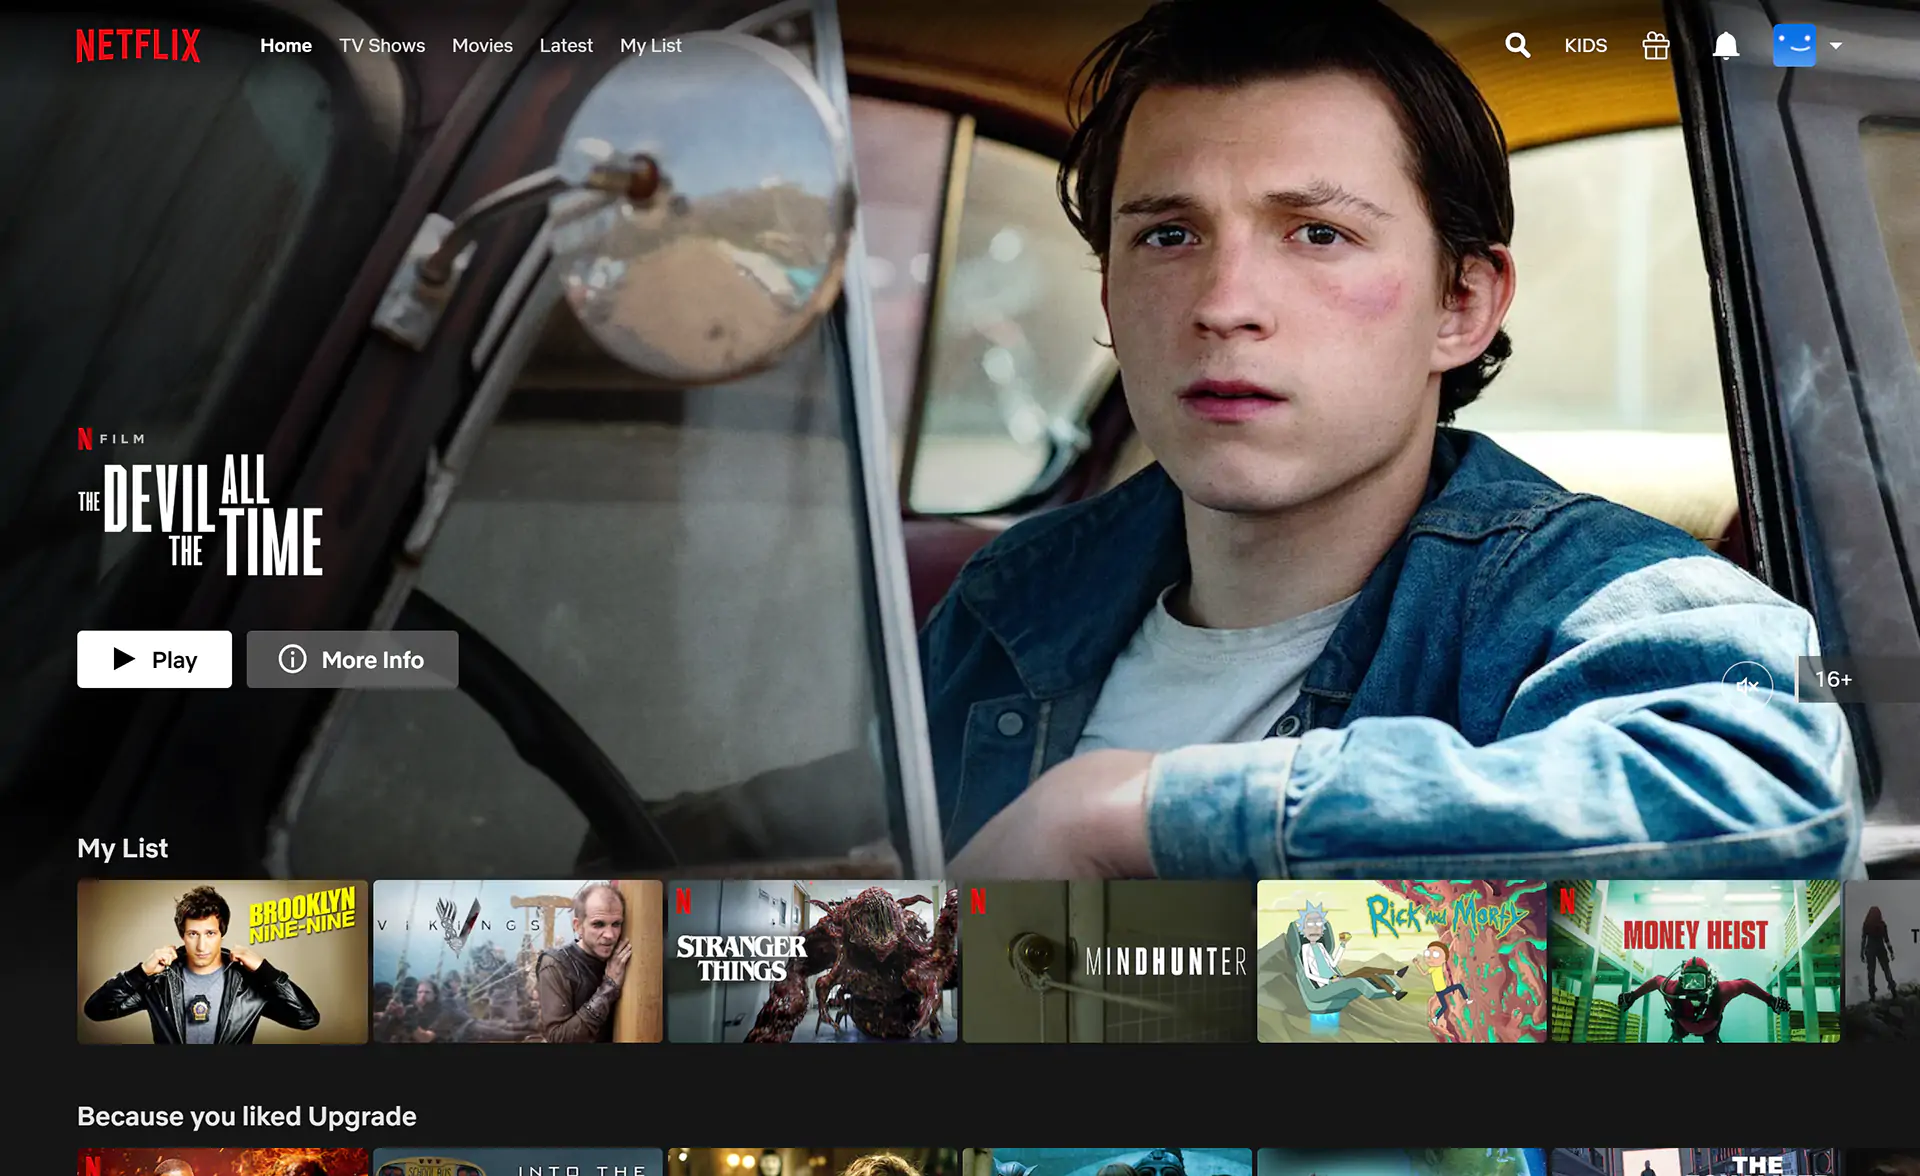 NETFLIX Home TV Shows Movies Latest My List KIDS
N FILM
THE DEVIL ALL
THE TIME
Play More Info
16+
My List
BROOKLYN
NINE-NINE
VIKINGS
N
STRANGER
THINGS
N
MINDHUNTER
Rick and Morty
N
MONEY HEIST
T
Because you liked Upgrade
N
SCHOOL BUS
INTO THE
THE